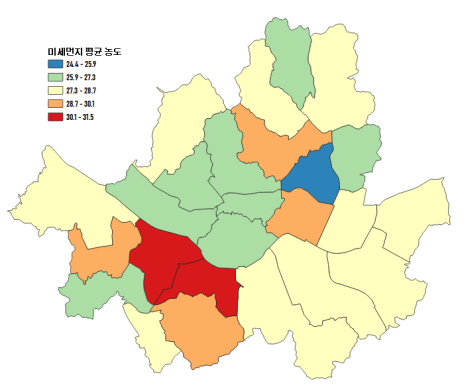 미세먼지 평균 농도
24.4 - 25.9
25.9 - 27.3
27.3 - 28.7
28.7 - 30.1
30.1 - 31.5